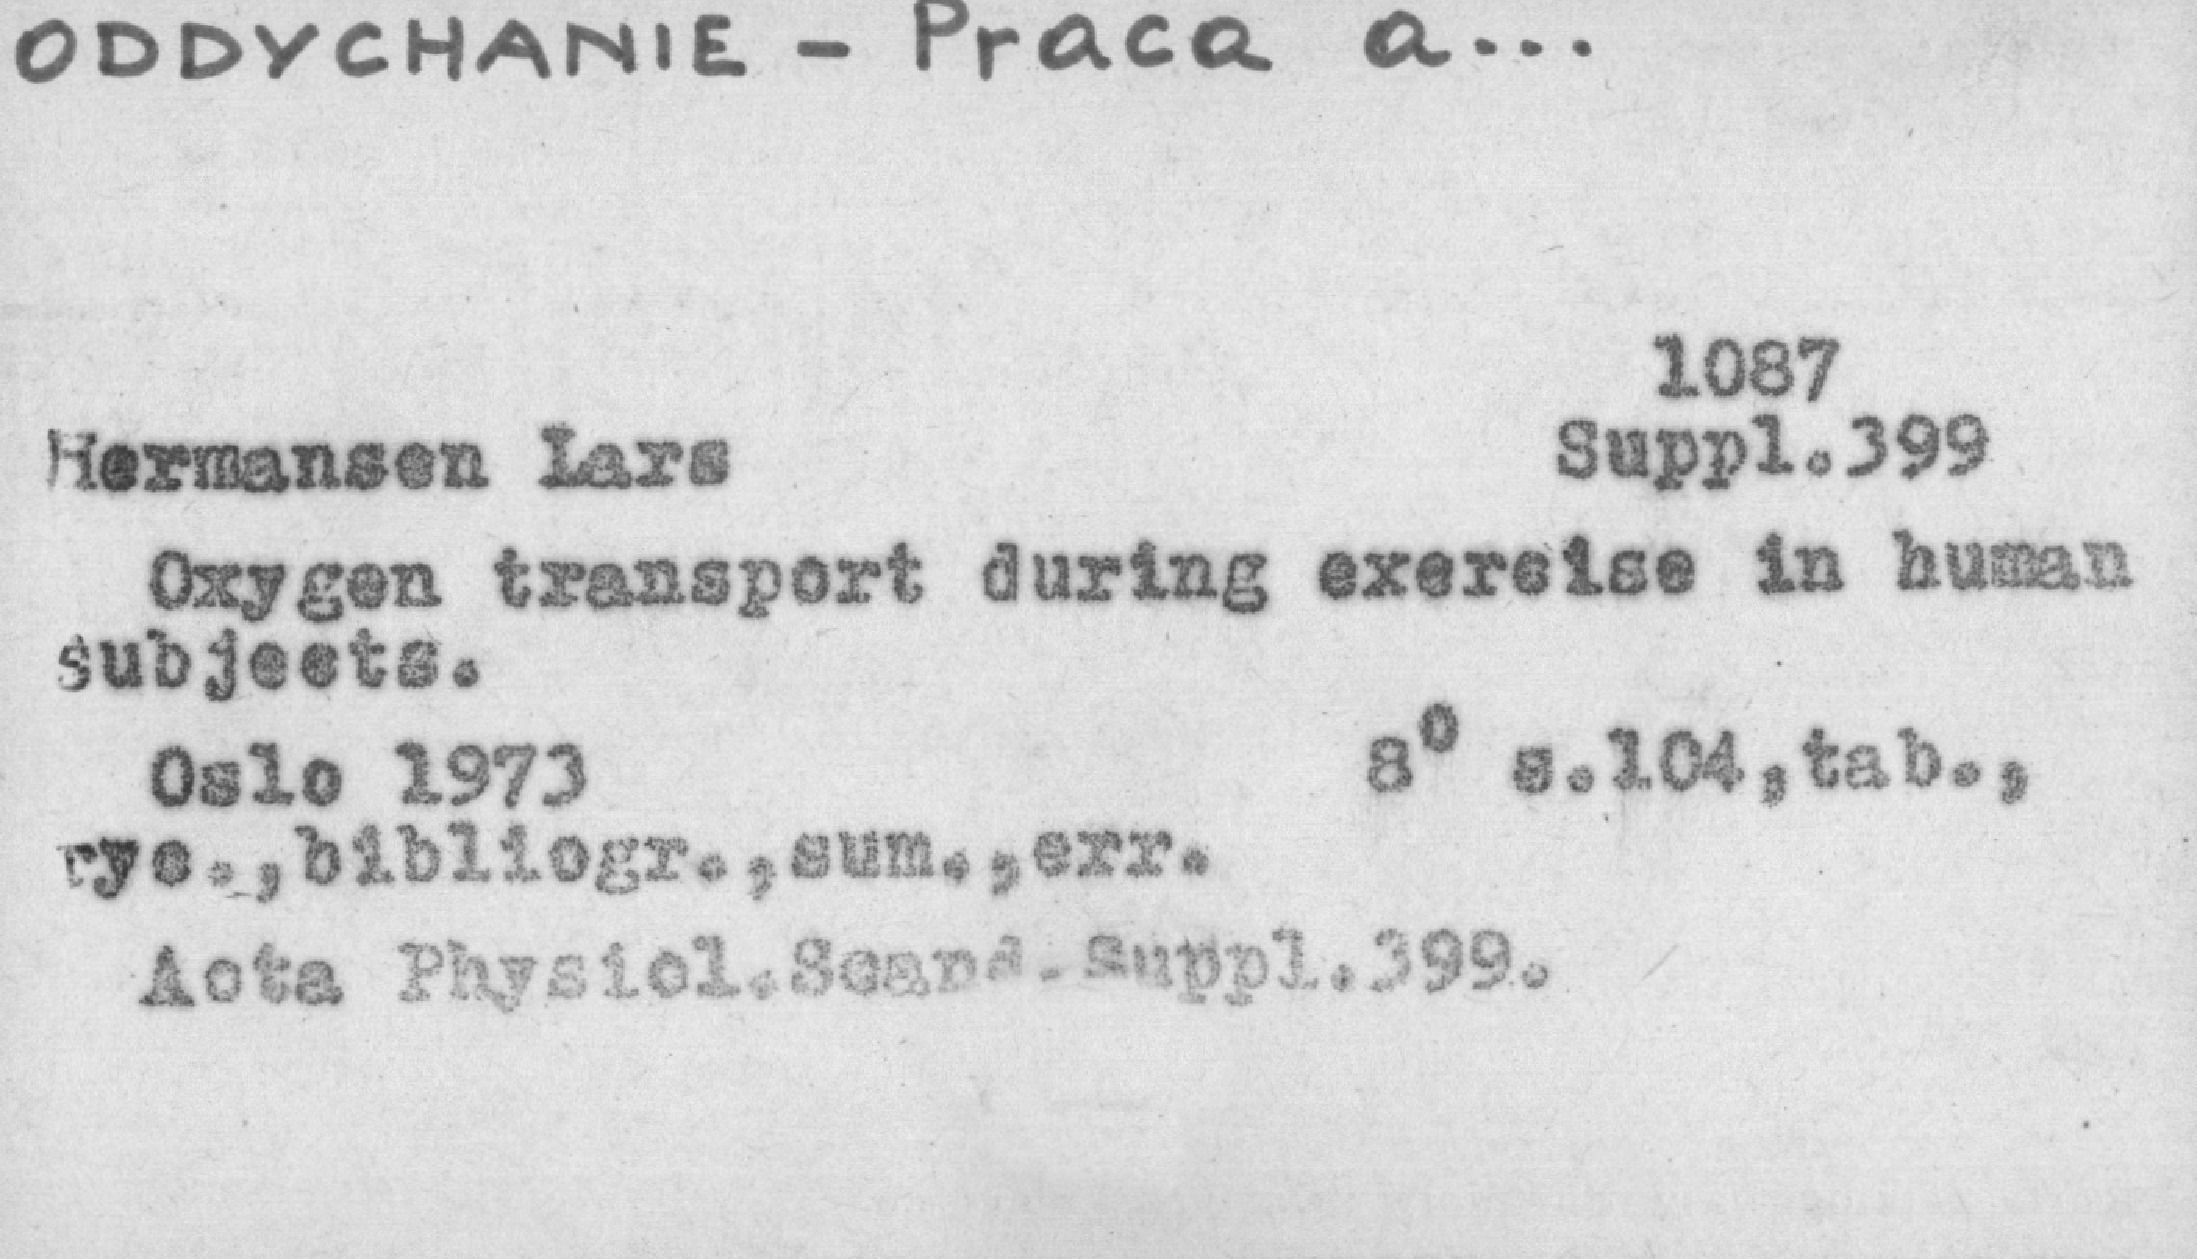 ODDYCHANIE - Praca a...
1087
Hermansen Lars Suppl.399
Oxygen transport during exercise in human
subjects.
Oslo 1973 8⁰ s.104,tab.,
ryc.,bibliogr.,sum.,err.
Acta Physiol.Scand.Suppl.399.